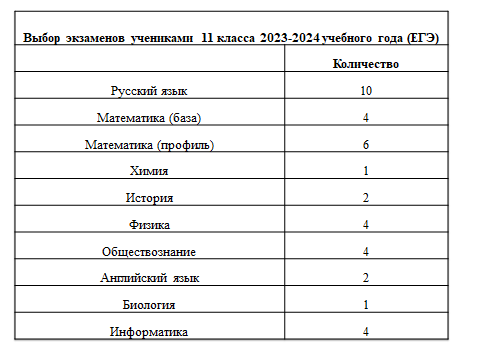 Выбор экзаменов учениками 11 класса 2023-2024 учебного года (ЕГЭ)
Количество
Русский язык 10
Математика (база) 4
Математика (профиль) 6
Химия 1
История 2
Физика 4
Обществознание 4
Английский язык 2
Биология 1
Информатика 4